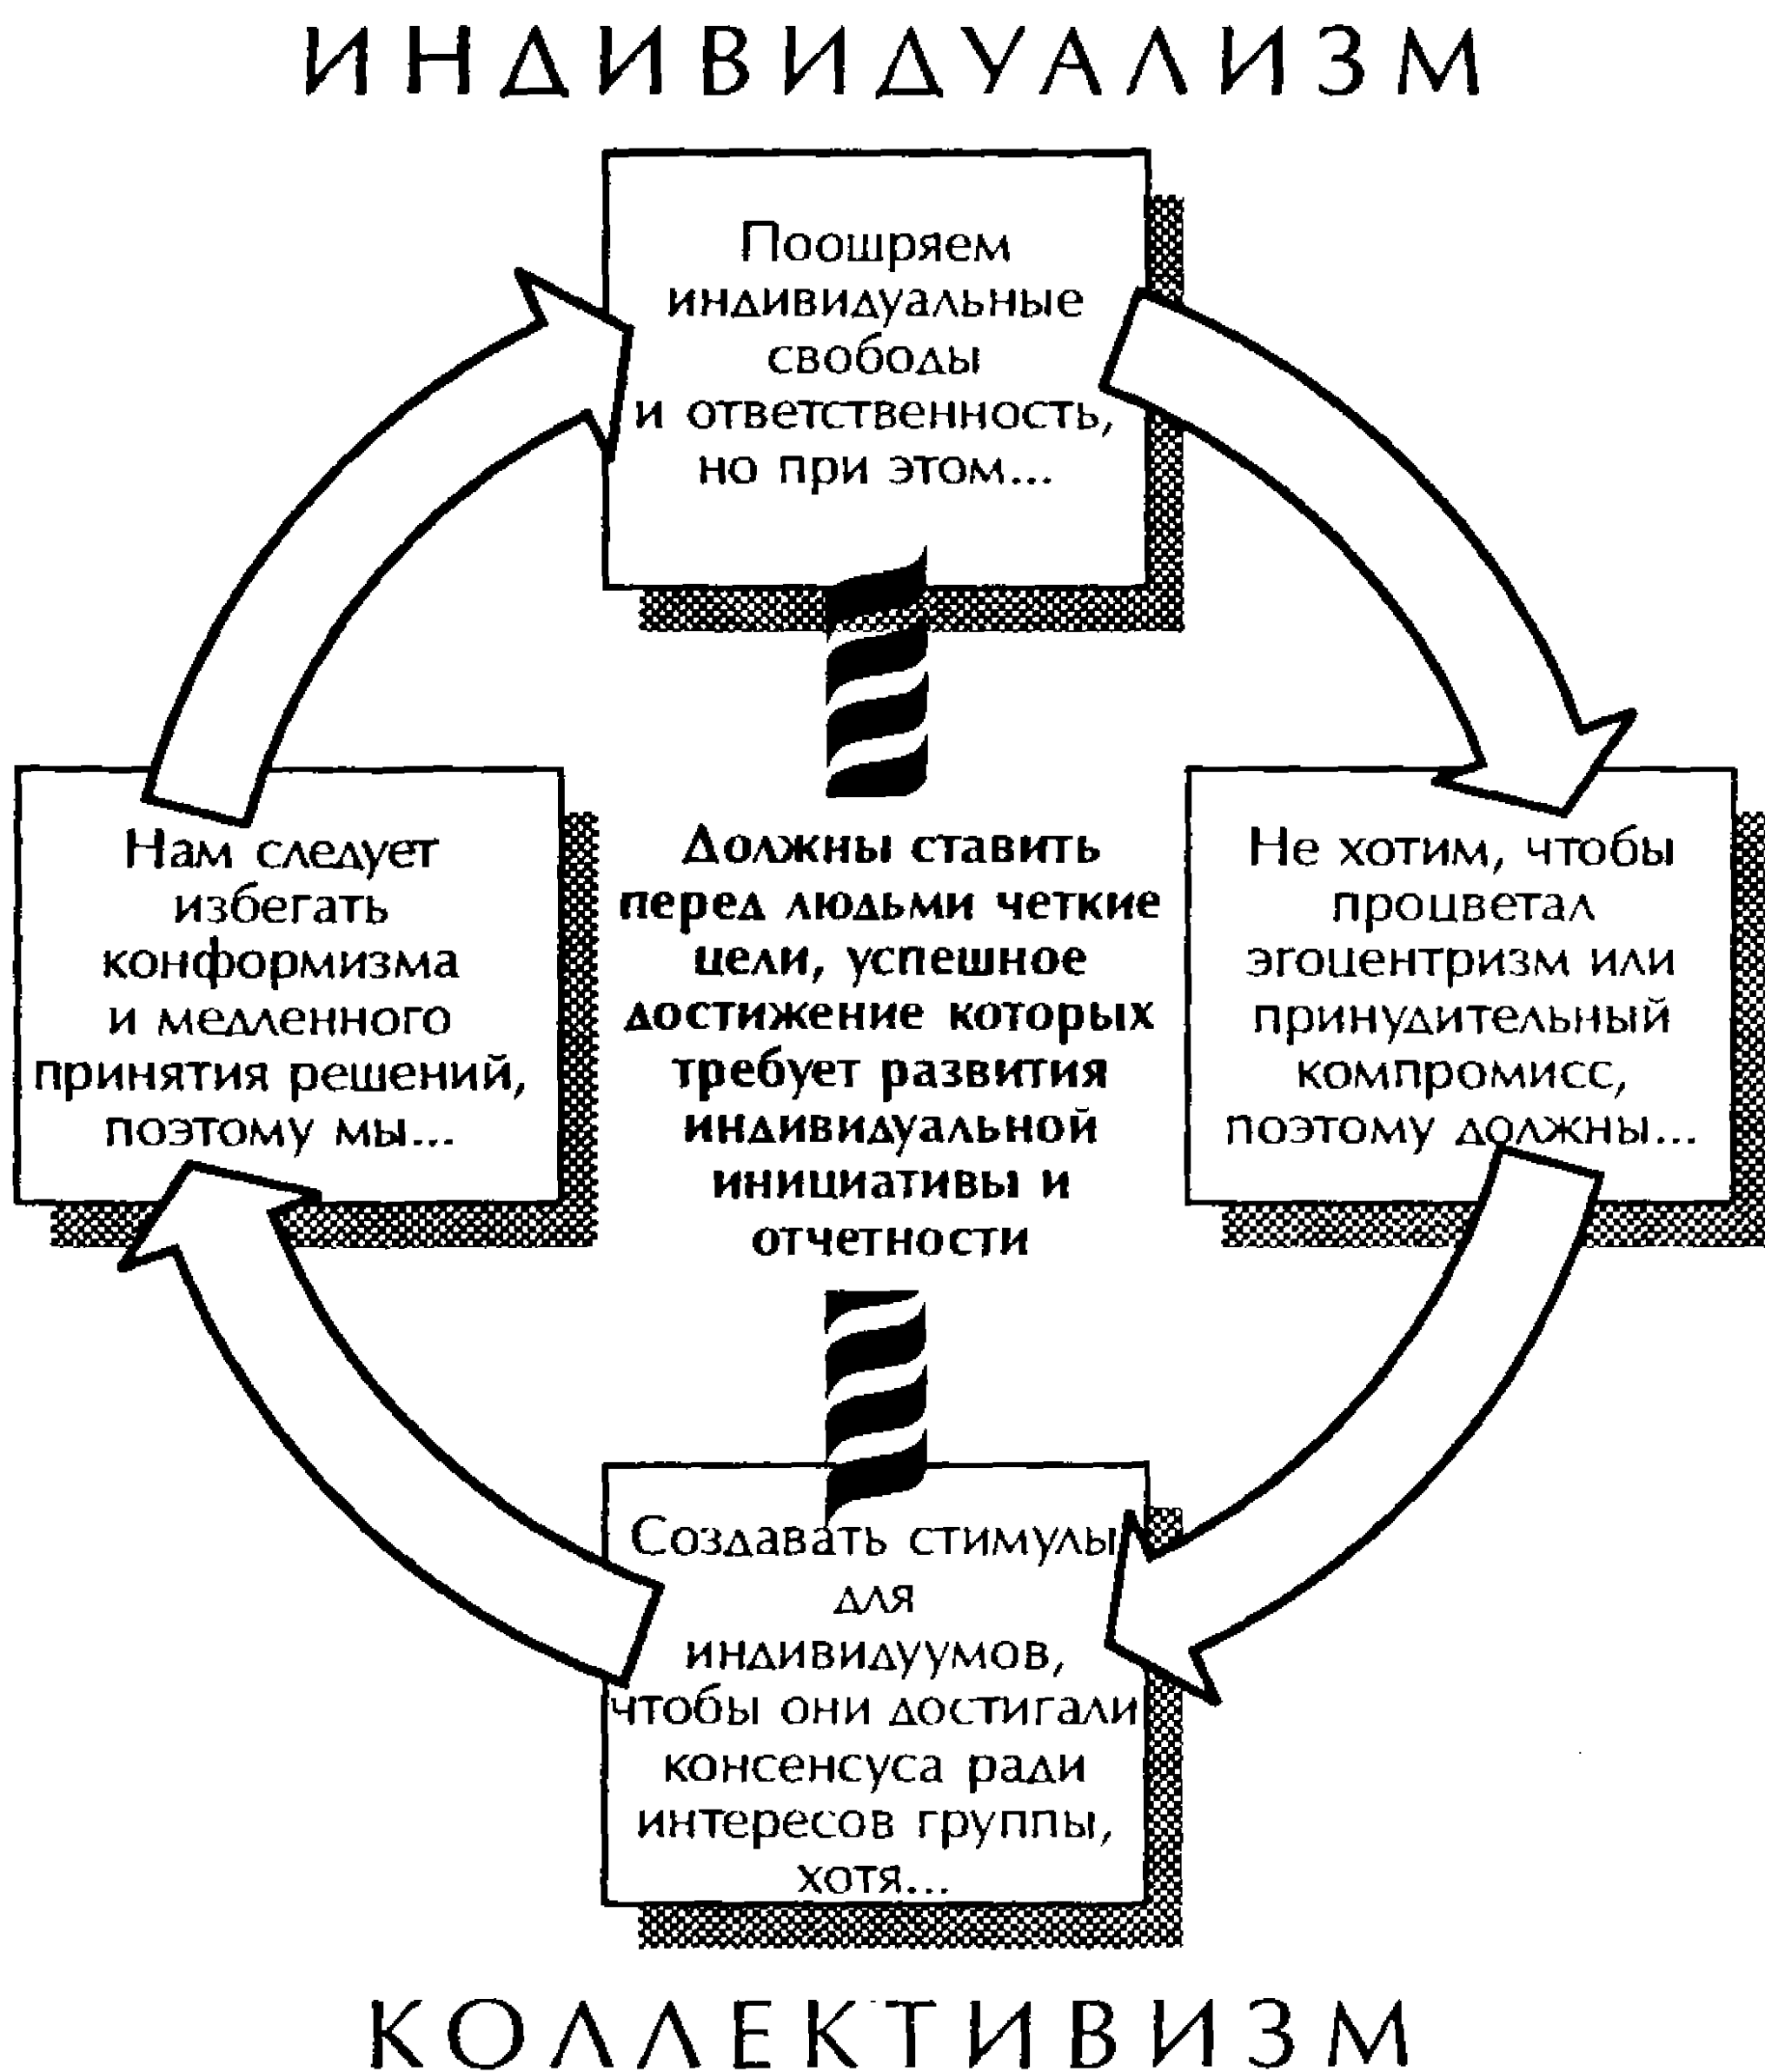 ИНДИВИДУАЛИЗМ
Поошряем
индивидуальные
свободы
и ответственность,
но при этом...
Нам следует
избегать
конформизма
и медленного
принятия решений,
поэтому мы...
Должны ставить
перед людьми четкие
цели, успешное
достижение которых
требует развития
индивидуальной
инициативы и
отчетности
Не хотим, чтобы
процветал
эгоцентризм или
принудительный
компромисс,
поэтому должны...
Создавать стимулы
для
индивидуумов,
чтобы они достигали
консенсуса ради
интересов группы,
хотя...
КОЛЛЕКТИВИЗМ